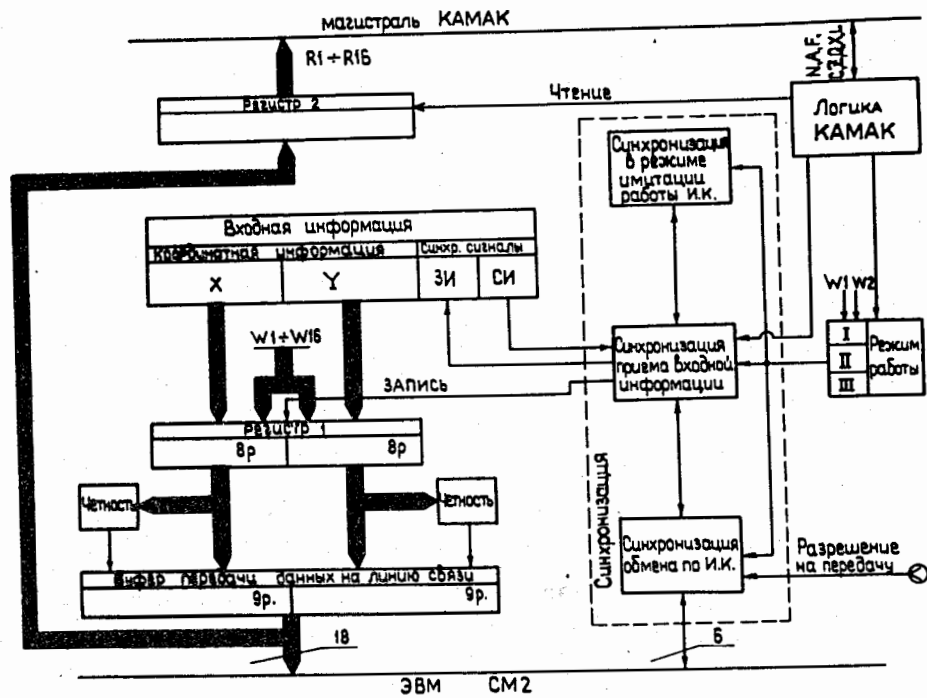 магистраль КАМАК
R1÷R16
N.A.F.
C.Z.Q.X.L
Регистр 2
Чтение
Логика
КАМАК
Синхронизация
в режиме
имитации
работы И.К.
Входная информация
координатная информация
Синхр. сигналы
X
Y
ЗИ
СИ
W1 W2
I
II
III
Режим
работы
W1÷W16
Синхронизация
приема входной
информации
ЗАПИСЬ
Регистр 1
8р
8р
Четность
Четность
Синхронизация
Синхронизация
обмена по И.К.
Разрешение
на передачу
Буфер передачи данных на линию связи
9р.
9р.
18
6
ЭВМ СМ2